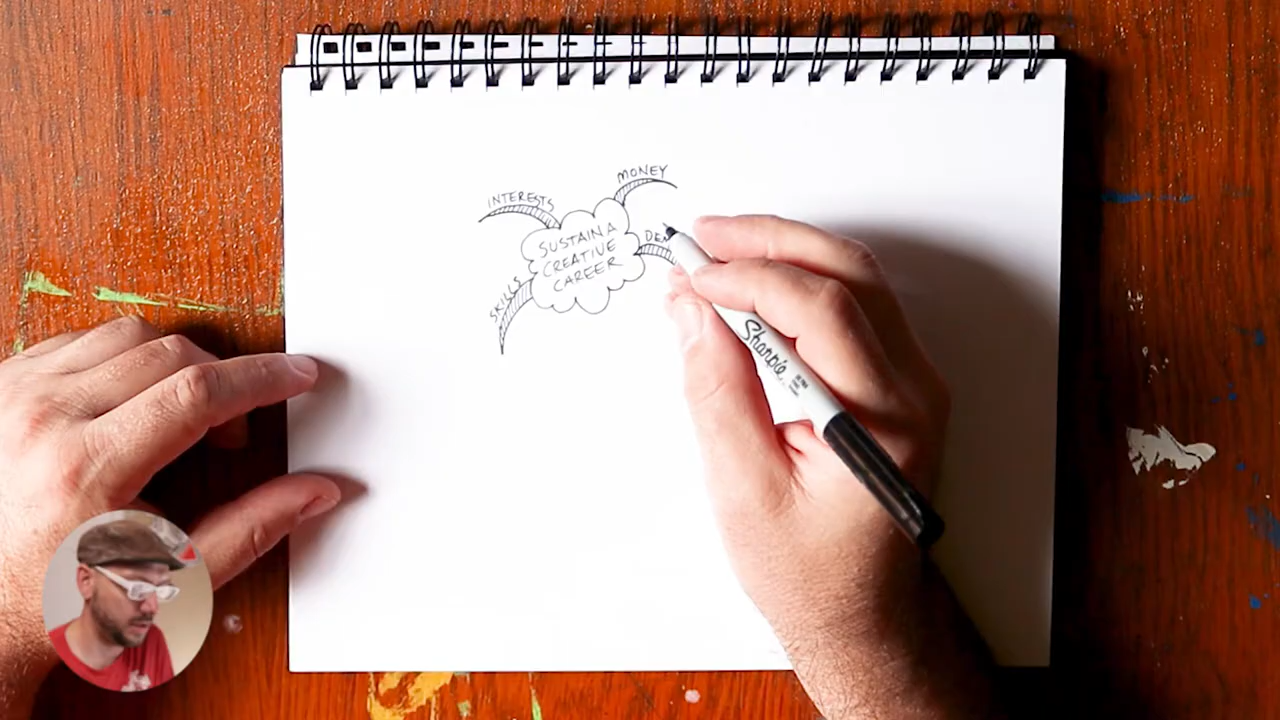 MONEY
INTERESTS
SUSTAIN A
CREATIVE
CAREER
SKILLS
Sharpie